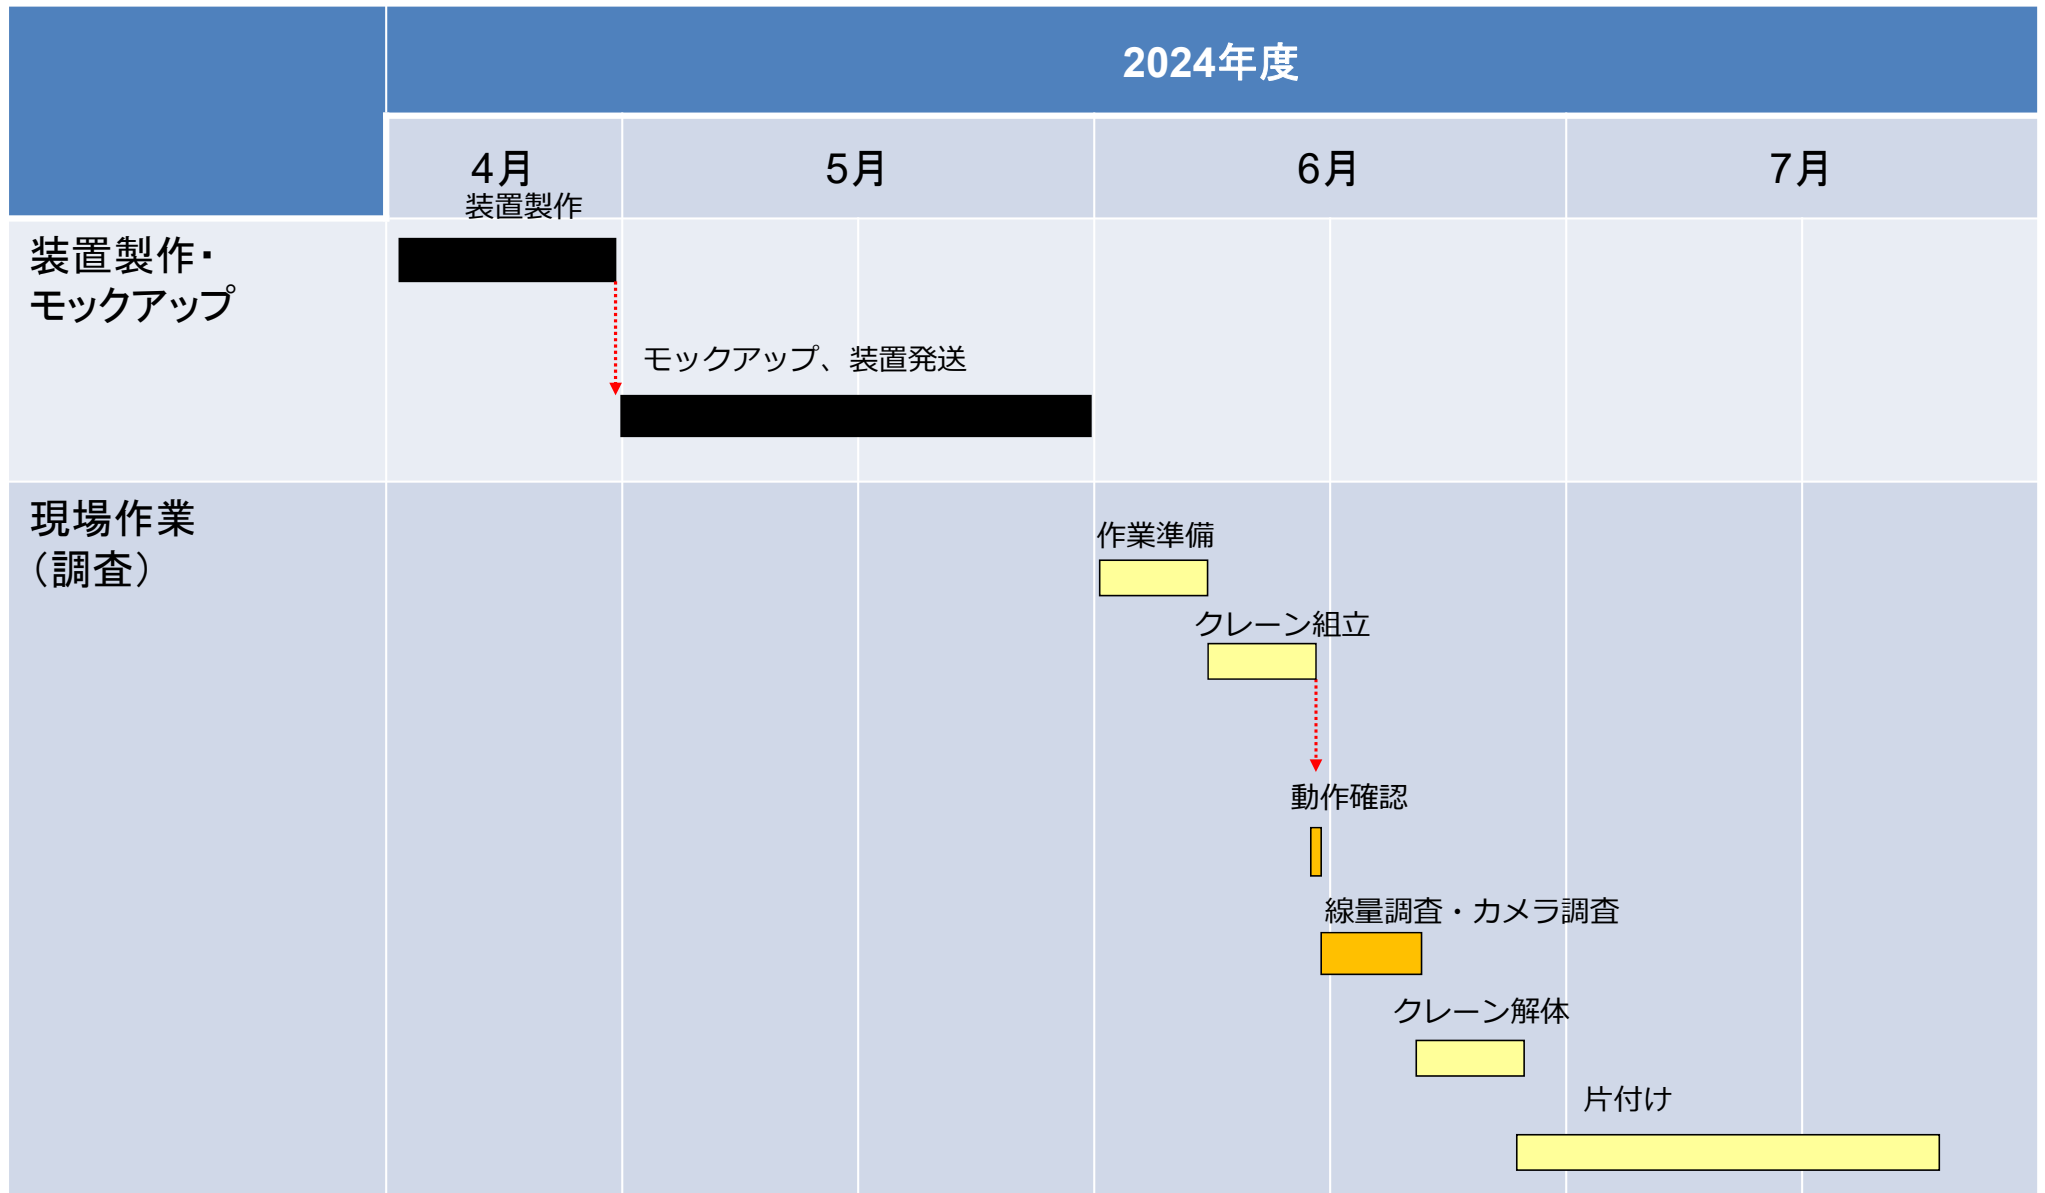 2024年度
4月
5月
6月
7月
装置製作
装置製作・
モックアップ
モックアップ、装置発送
現場作業
（調査）
作業準備
クレーン組立
動作確認
線量調査・カメラ調査
クレーン解体
片付け